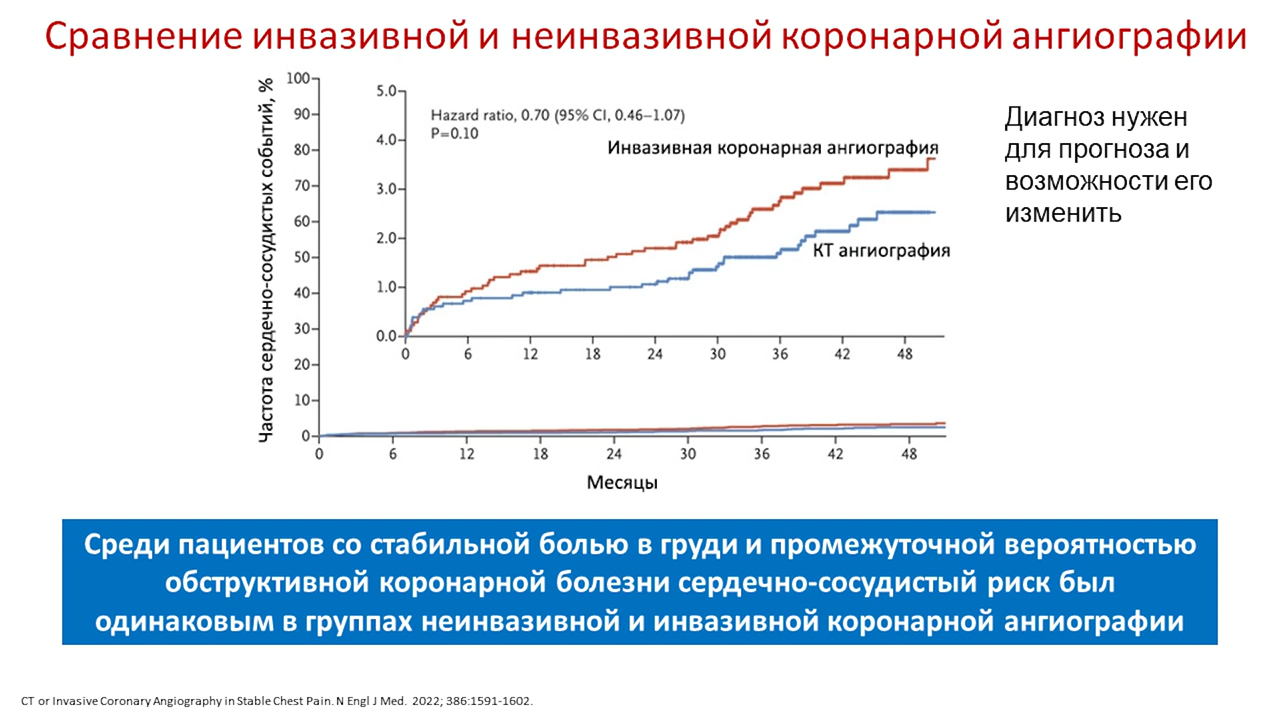 Сравнение инвазивной и неинвазивной коронарной ангиографии
Частота сердечно-сосудистых событий, %
100
90
80
70
60
50
40
30
20
10
0
5.0
4.0
3.0
2.0
1.0
0.0
Hazard ratio, 0.70 (95% CI, 0.46–1.07)
P=0.10
Инвазивная коронарная ангиография
КТ ангиография
0 6 12 18 24 30 36 42 48
0 6 12 18 24 30 36 42 48
Месяцы
Диагноз нужен
для прогноза и
возможности его
изменить
Среди пациентов со стабильной болью в груди и промежуточной вероятностью
обструктивной коронарной болезни сердечно-сосудистый риск был
одинаковым в группах неинвазивной и инвазивной коронарной ангиографии
CT or Invasive Coronary Angiography in Stable Chest Pain. N Engl J Med. 2022; 386:1591-1602.